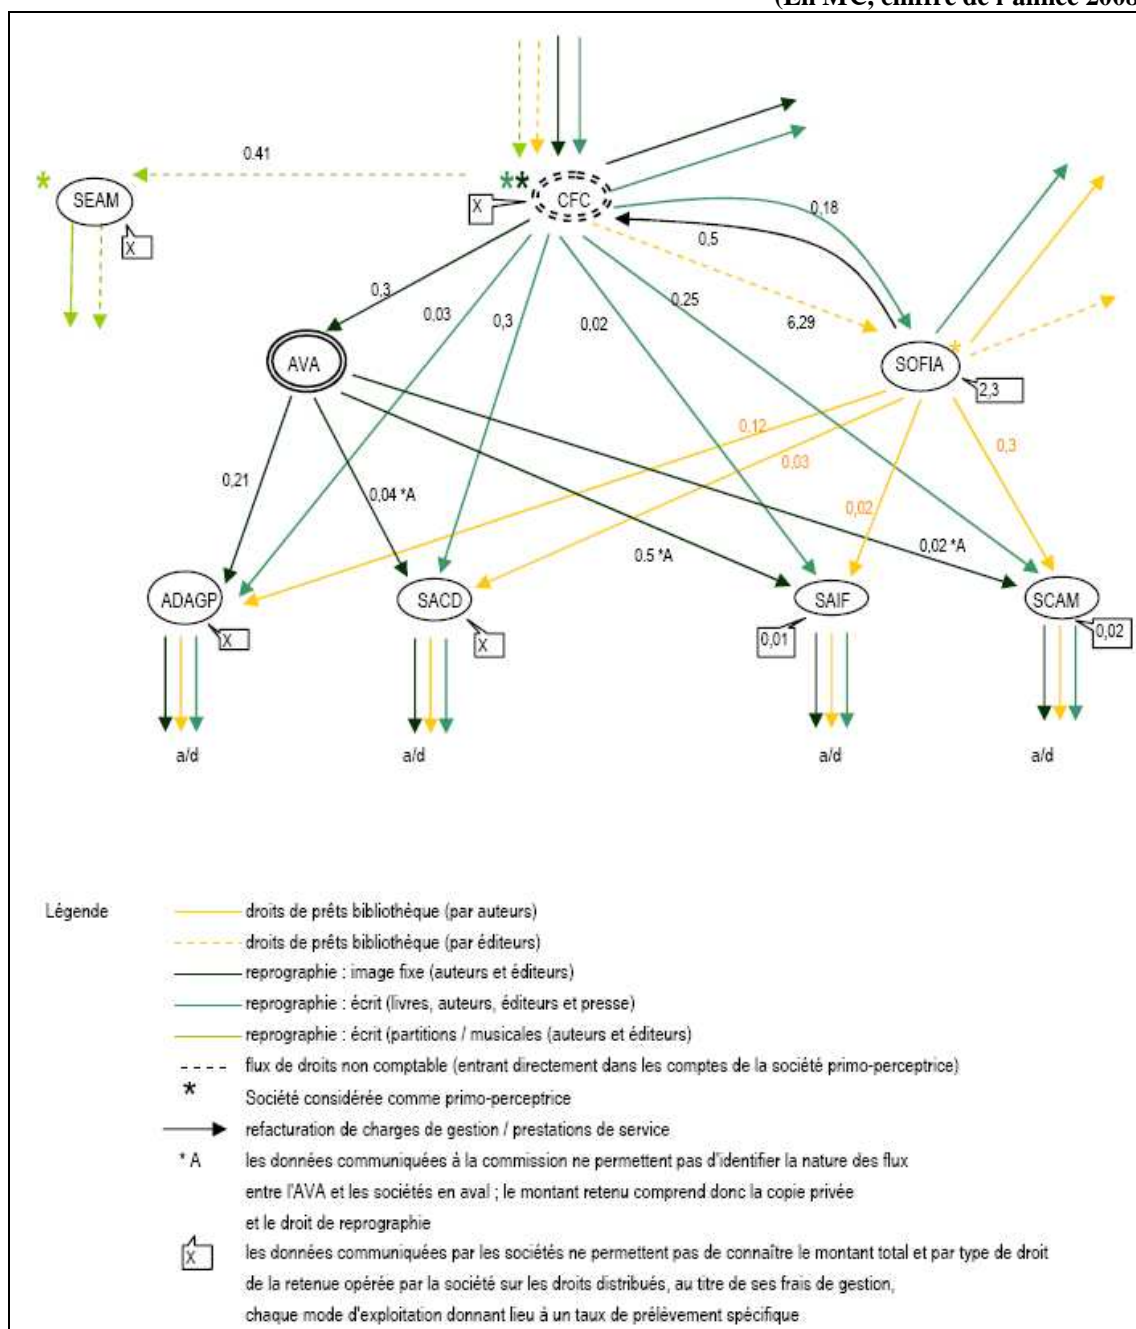 (En M€, chiffre de l'année 2008
0.41
SEAM
X
X
CFC
0,18
0,5
0,3
0,03
0,3
0,02
0,25
6,29
AVA
SOFIA
2,3
0,12
0,03
0,3
0,21
0,04 *A
0,02
0.5 *A
0,02 *A
ADAGP
SACD
SAIF
SCAM
X
X
0,01
0,02
a/d
a/d
a/d
a/d
Légende
droits de prêts bibliothèque (par auteurs)
droits de prêts bibliothèque (par éditeurs)
reprographie : image fixe (auteurs et éditeurs)
reprographie : écrit (livres, auteurs, éditeurs et presse)
reprographie : écrit (partitions / musicales (auteurs et éditeurs)
flux de droits non comptable (entrant directement dans les comptes de la société primo-perceptrice)
* Société considérée comme primo-perceptrice
refacturation de charges de gestion / prestations de service
* A les données communiquées à la commission ne permettent pas d'identifier la nature des flux
entre l'AVA et les sociétés en aval ; le montant retenu comprend donc la copie privée
et le droit de reprographie
X les données communiquées par les sociétés ne permettent pas de connaître le montant total et par type de droit
de la retenue opérée par la société sur les droits distribués, au titre de ses frais de gestion,
chaque mode d'exploitation donnant lieu à un taux de prélèvement spécifique